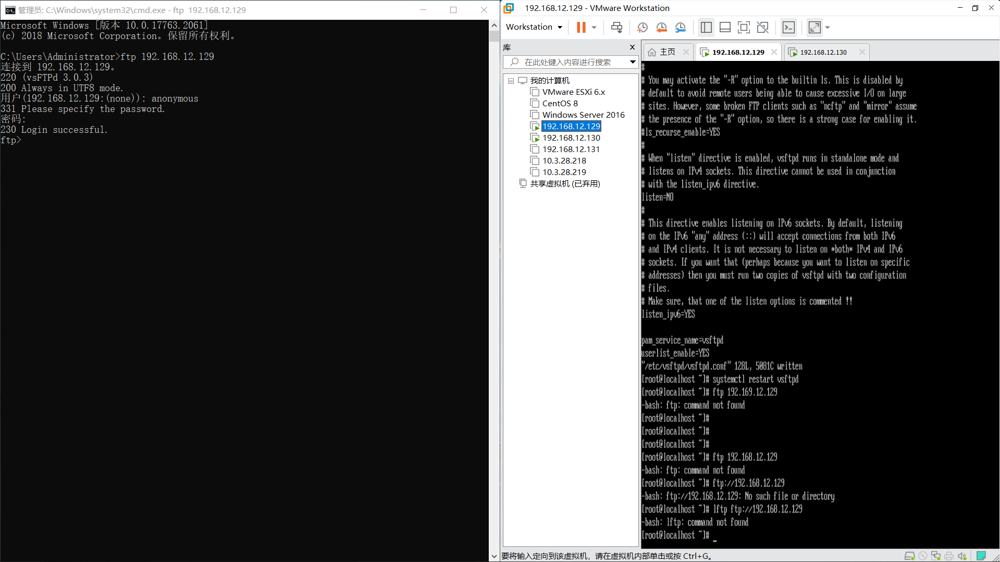 管理员: C:\Windows\system32\cmd.exe - ftp  192.168.12.129
Microsoft Windows [版本 10.0.17763.2061]
(c) 2018 Microsoft Corporation。保留所有权利。
C:\Users\Administrator>ftp 192.168.12.129
连接到 192.168.12.129。
220 (vsFTPd 3.0.3)
200 Always in UTF8 mode.
用户(192.168.12.129:(none)): anonymous
331 Please specify the password.
密码:
230 Login successful.
ftp>
192.168.12.129 - VMware Workstation
Workstation
库
在此处键入内容进行搜索
我的计算机
VMware ESXi 6.x
CentOS 8
Windows Server 2016
192.168.12.129
192.168.12.130
192.168.12.131
10.3.28.218
10.3.28.219
共享虚拟机 (已弃用)
主页
192.168.12.129
192.168.12.130
#
# You may activate the "-R" option to the builtin ls. This is disabled by
# default to avoid remote users being able to cause excessive I/O on large
# sites. However, some broken FTP clients such as "ncftp" and "mirror" assume
# the presence of the "-R" option, so there is a strong case for enabling it.
#ls_recurse_enable=YES
#
# When "listen" directive is enabled, vsftpd runs in standalone mode and
# listens on IPv4 sockets. This directive cannot be used in conjunction
# with the listen_ipv6 directive.
listen=NO
#
# This directive enables listening on IPv6 sockets. By default, listening
# on the IPv6 "any" address (::) will accept connections from both IPv6
# and IPv4 clients. It is not necessary to listen on *both* IPv4 and IPv6
# sockets. If you want that (perhaps because you want to listen on specific
# addresses) then you must run two copies of vsftpd with two configuration
# files.
# Make sure, that one of the listen options is commented !!
listen_ipv6=YES
pam_service_name=vsftpd
userlist_enable=YES
"/etc/vsftpd/vsftpd.conf" 128L, 5081C written
[root@localhost ~]# systemctl restart vsftpd
[root@localhost ~]# ftp 192.169.12.129
-bash: ftp: command not found
[root@localhost ~]#
[root@localhost ~]#
[root@localhost ~]#
[root@localhost ~]# ftp 192.168.12.129
-bash: ftp: command not found
[root@localhost ~]# ftp://192.168.12.129
-bash: ftp://192.168.12.129: No such file or directory
[root@localhost ~]# lftp ftp://192.168.12.129
-bash: lftp: command not found
[root@localhost ~]# _
要将输入定向到该虚拟机，请在虚拟机内部单击或按 Ctrl+G。